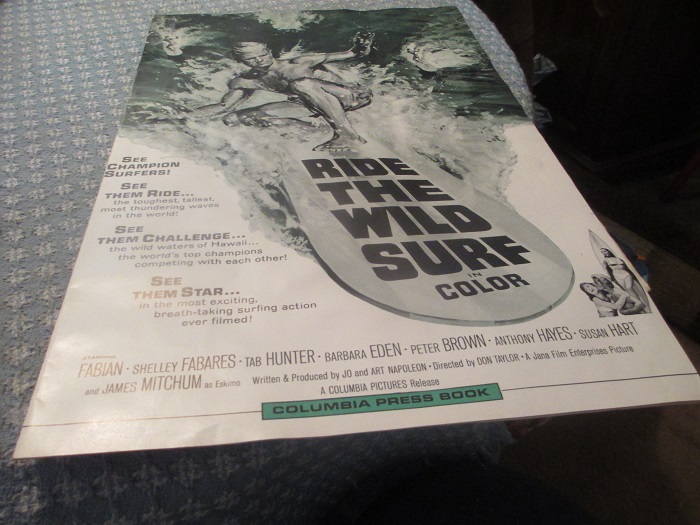 SEE
CHAMPION
SURFERS!
SEE
THEM RIDE...
the toughest, tallest,
most thundering waves
in the world!
SEE
THEM CHALLENGE...
the wild waters of Hawaii...
the world's top champions
competing with each other!
SEE
THEM STAR...
in the most exciting,
breath-taking surfing action
ever filmed!
RIDE
THE
WILD
SURF
IN
COLOR
STARRING
FABIAN · SHELLEY FABARES · TAB HUNTER · BARBARA EDEN · PETER BROWN · ANTHONY HAYES · SUSAN HART
and JAMES MITCHUM as Eskimo Written & Produced by JO and ART NAPOLEON · Directed by DON TAYLOR · A Jana Film Enterprises Picture
A COLUMBIA PICTURES Release
COLUMBIA PRESS BOOK